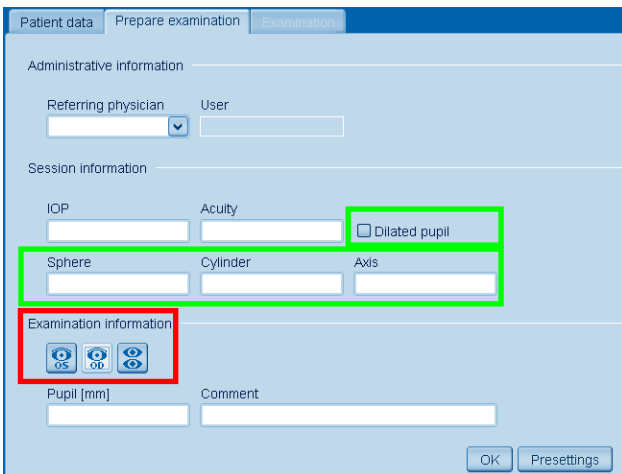 Patient data Prepare examination Examination
Administrative information
Referring physician User
Session information
IOP Acuity
Dilated pupil
Sphere Cylinder Axis
Examination information
OS OD
Pupil [mm] Comment
OK Presettings